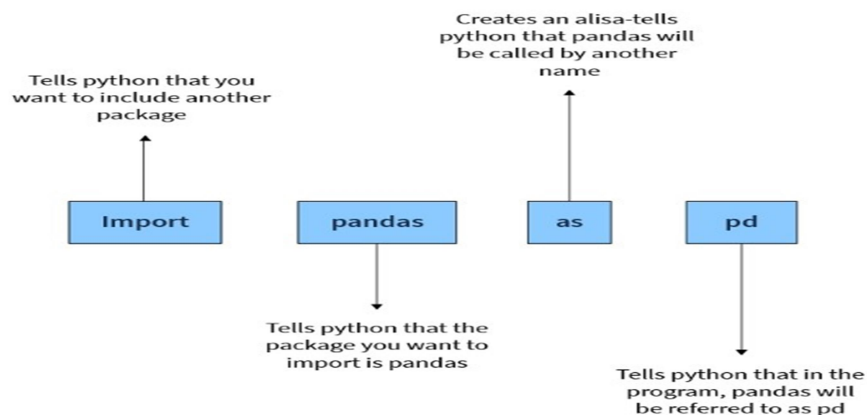 Creates an alisa-tells
python that pandas will
be called by another
name
Tells python that you
want to include another
package
Import
pandas
as
pd
Tells python that the
package you want to
import is pandas
Tells python that in the
program, pandas will
be referred to as pd